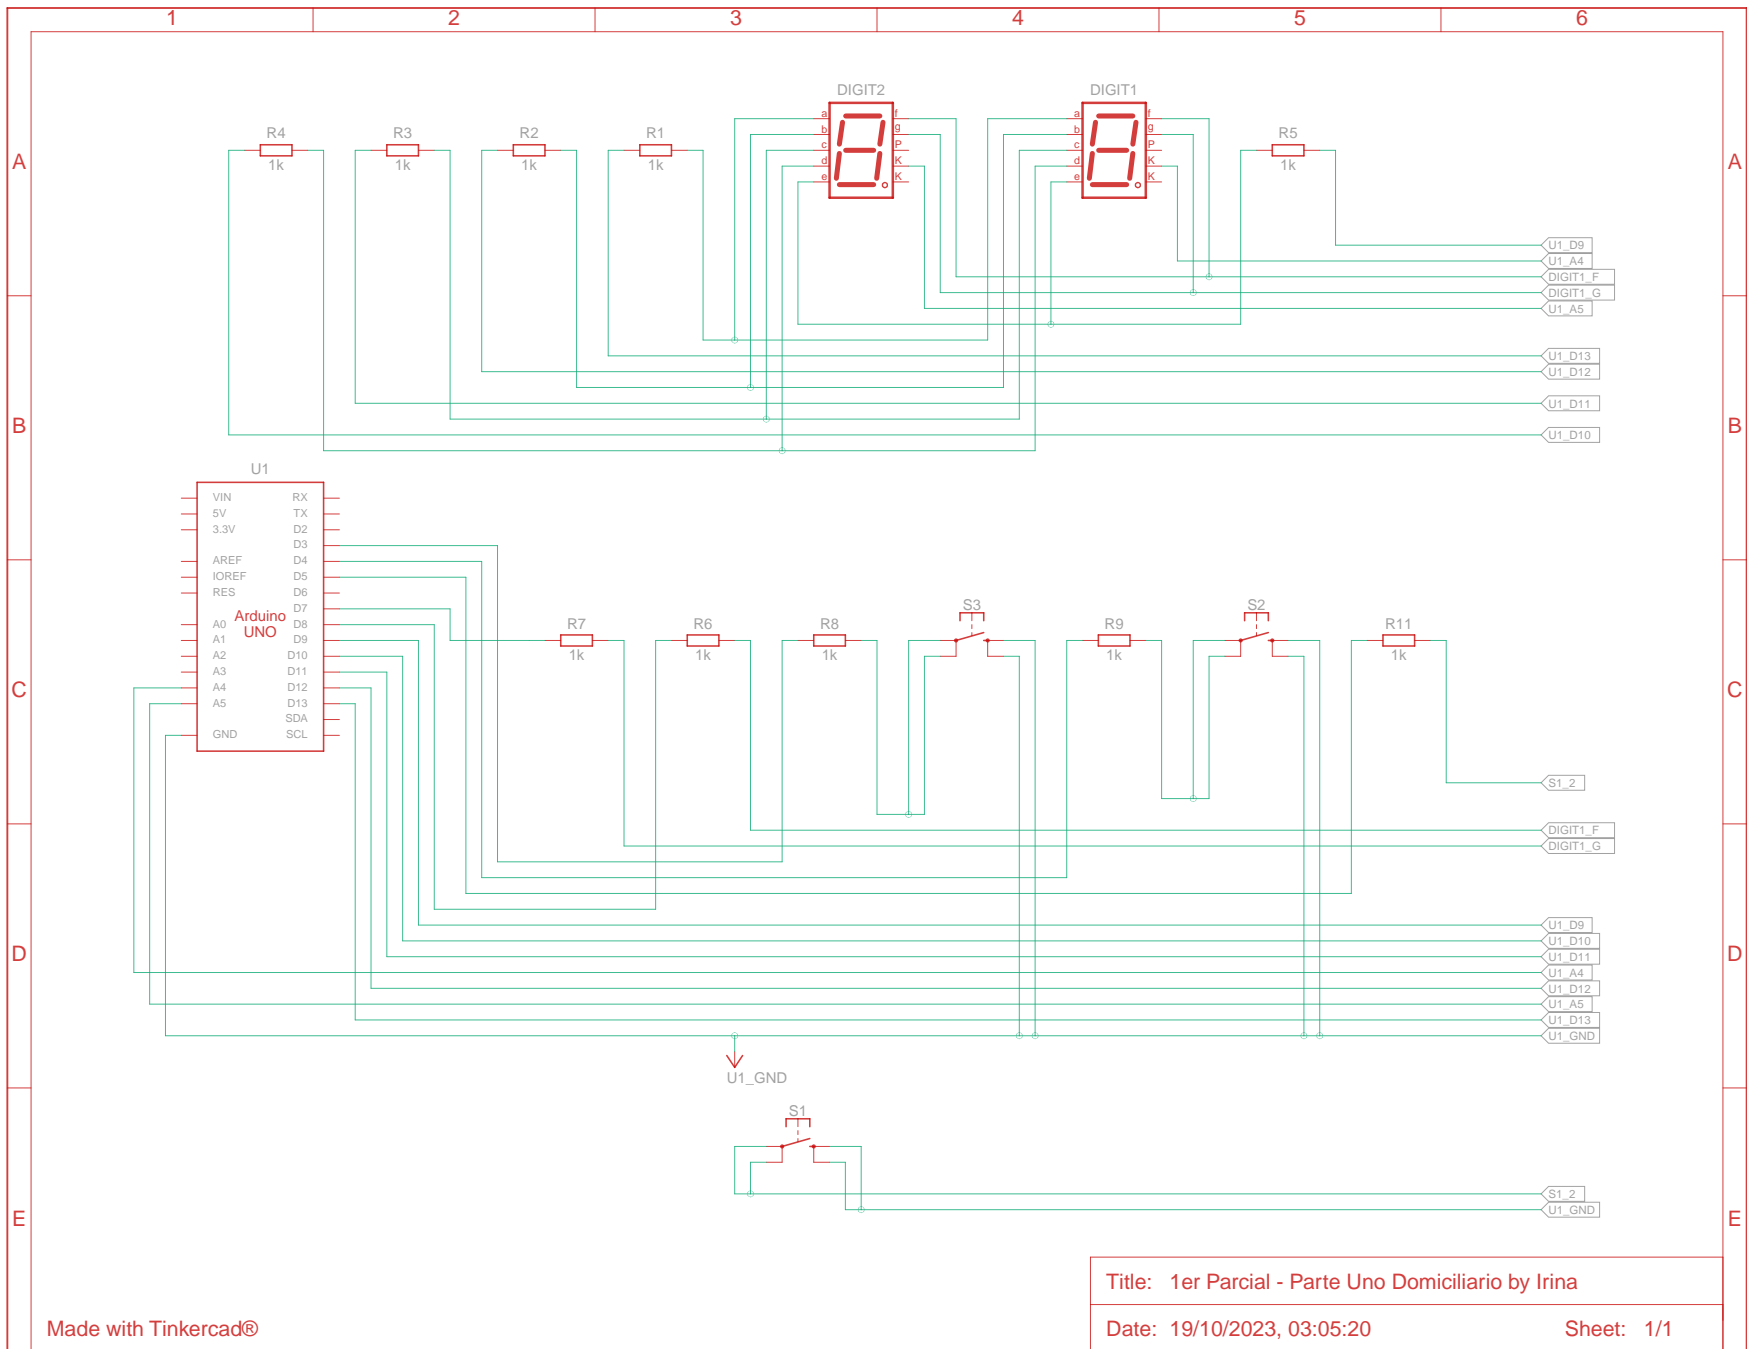 1 2 3 4 5 6
A A
B B
C C
D D
E E
DIGIT2 DIGIT1
R4 R3 R2 R1 R5
1k 1k 1k 1k 1k
a f
b g
c P
d K
e K
a f
b g
c P
d K
e K
U1_D9
U1_A4
DIGIT1_F
DIGIT1_G
U1_A5
U1_D13
U1_D12
U1_D11
U1_D10
U1
VIN RX
5V TX
3.3V D2
D3
AREF D4
IOREF D5
RES D6
D7
Arduino
UNO
A0 D8
A1 D9
A2 D10
A3 D11
A4 D12
A5 D13
SDA
GND SCL
S3 S2
R7 R6 R8 R9 R11
1k 1k 1k 1k 1k
S1_2
DIGIT1_F
DIGIT1_G
U1_D9
U1_D10
U1_D11
U1_A4
U1_D12
U1_A5
U1_D13
U1_GND
U1_GND
S1
S1_2
U1_GND
Title: 1er Parcial - Parte Uno Domiciliario by Irina
Made with Tinkercad®
Date: 19/10/2023, 03:05:20 Sheet: 1/1